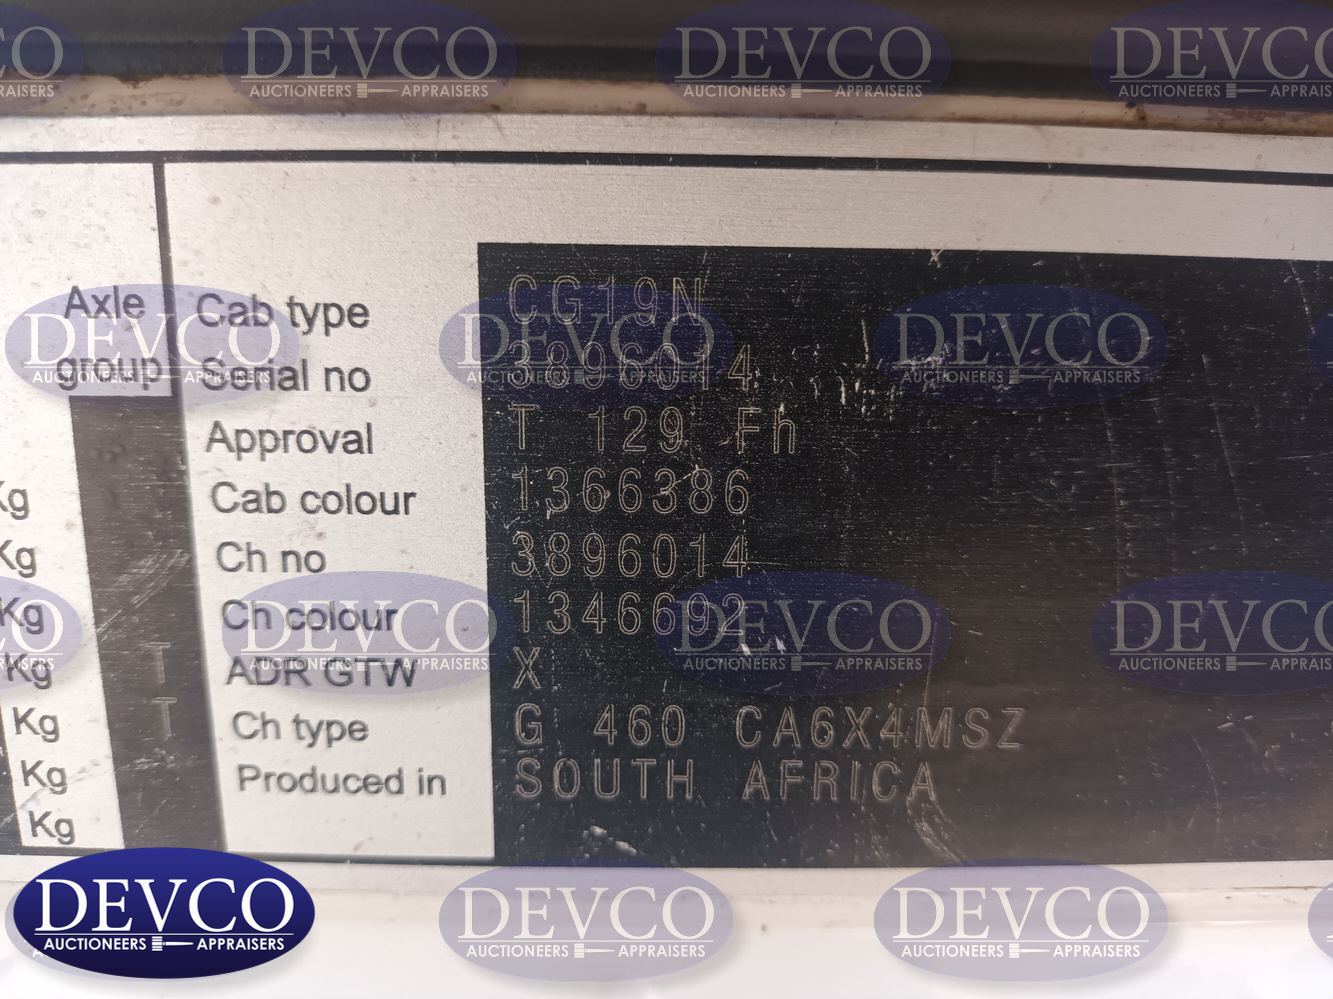 Axle
group
Cab type CG19N
Serial no 3896014
Approval T 129 Fh
Kg Cab colour 1366386
Kg Ch no 3896014
Kg Ch colour 1346692
Kg T ADR GTW X
Kg T Ch type G 460 CA6X4MSZ
Kg Produced in SOUTH AFRICA
Kg
DEVCO
AUCTIONEERS APPRAISERS